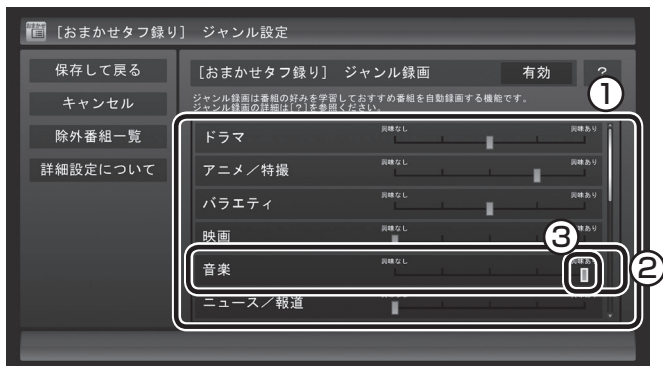 おまかせ
[おまかせタフ録り] ジャンル設定
保存して戻る
キャンセル
除外番組一覧
詳細設定について
[おまかせタフ録り] ジャンル録画 有効 ?
ジャンル録画は番組の好みを学習しておすすめ番組を自動録画する機能です。
ジャンル録画の詳細は[?]を参照ください。
①
ドラマ 興味なし 興味あり
アニメ/特撮 興味なし 興味あり
バラエティ 興味なし 興味あり
映画 興味なし 興味あり
③
音楽 興味なし 興味あり
②
ニュース/報道